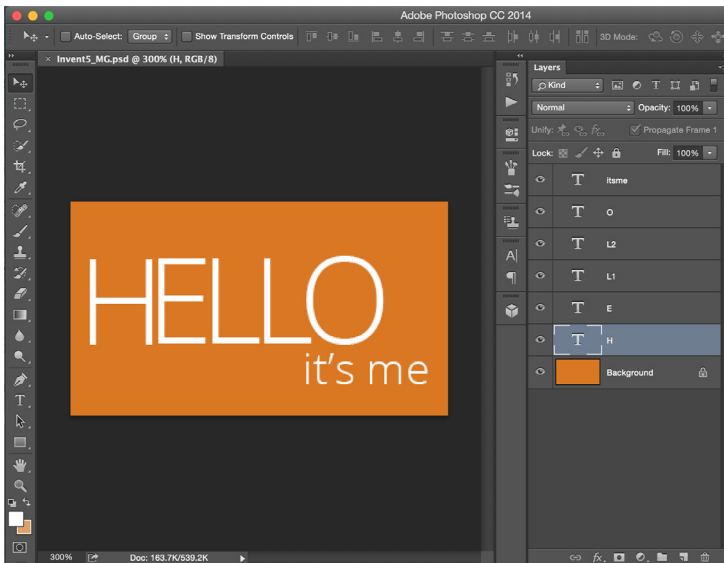 Adobe Photoshop CC 2014
Auto-Select: Group Show Transform Controls 3D Mode:
× Invent5_MG.psd @ 300% (H, RGB/8)
Layers
Kind
Normal Opacity: 100%
Unify: Propagate Frame 1
Lock: Fill: 100%
T itsme
T O
T L2
T L1
T E
T H
Background
HELLO
it's me
300% Doc: 163.7K/539.2K